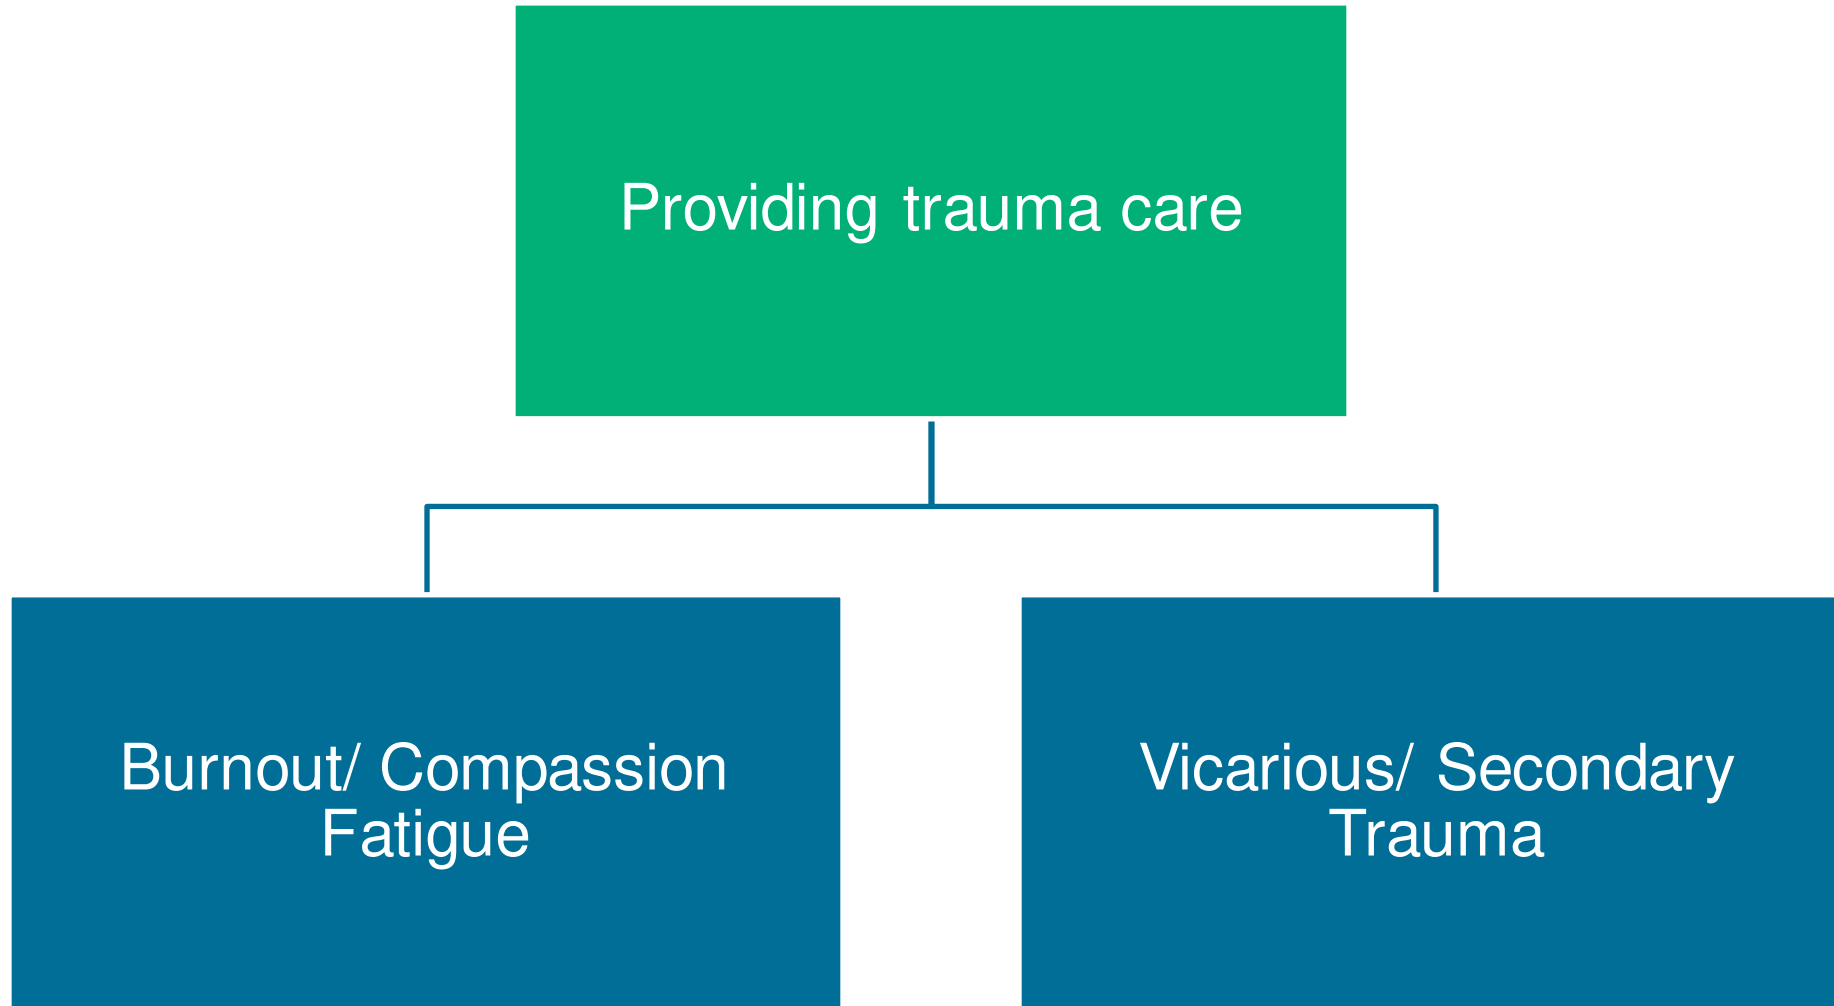 Providing trauma care
Burnout/ Compassion
Fatigue
Vicarious/ Secondary
Trauma